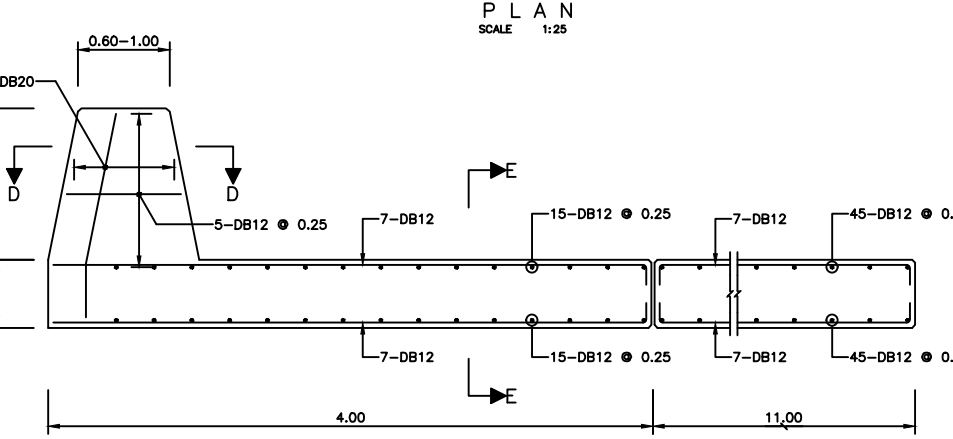 P L A N
SCALE 1:25
0.60-1.00
DB20
D D
E
5-DB12 @ 0.25
7-DB12
15-DB12 @ 0.25
7-DB12
45-DB12 @ 0.
7-DB12
15-DB12 @ 0.25
7-DB12
45-DB12 @ 0.
E
4.00
11.00